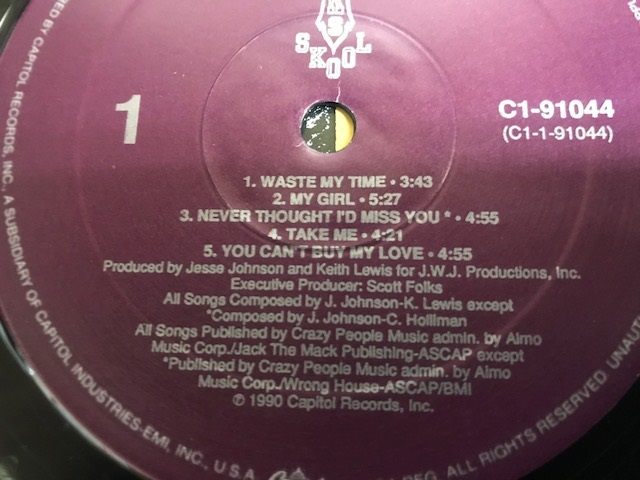 S
SKOOL
1
C1-91044
(C1-1-91044)
1. WASTE MY TIME • 3:43
2. MY GIRL • 5:27
3. NEVER THOUGHT I'D MISS YOU * • 4:55
4. TAKE ME • 4:21
5. YOU CAN'T BUY MY LOVE • 4:55
Produced by Jesse Johnson and Keith Lewis for J.W.J. Productions, Inc.
Executive Producer: Scott Folks
All Songs Composed by J. Johnson-K. Lewis except
*Composed by J. Johnson-C. Hollman
All Songs Published by Crazy People Music admin. by Almo
Music Corp./Jack The Mack Publishing-ASCAP except
*Published by Crazy People Music admin. by Almo
Music Corp./Wrong House-ASCAP/BMI
℗ 1990 Capitol Records, Inc.
BY CAPITOL RECORDS, INC., A SUBSIDIARY OF CAPITOL INDUSTRIES-EMI, INC., U.S.A.
ALL RIGHTS RESERVED